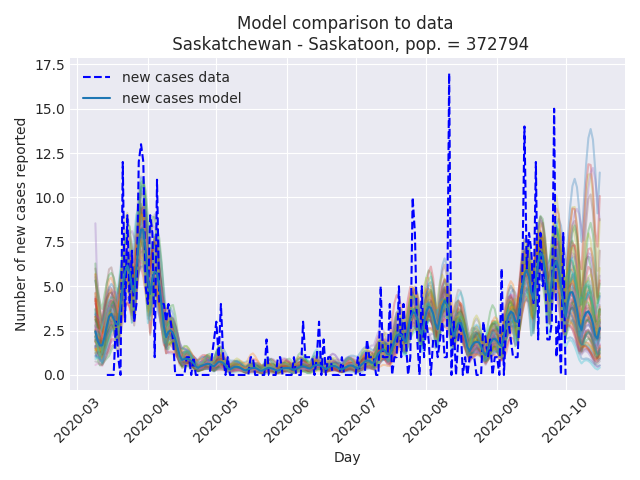 Model comparison to data
Saskatchewan - Saskatoon, pop. = 372794
17.5
15.0
12.5
10.0
7.5
5.0
2.5
0.0
Number of new cases reported
new cases data
new cases model
2020-03
2020-04
2020-05
2020-06
2020-07
2020-08
2020-09
2020-10
Day